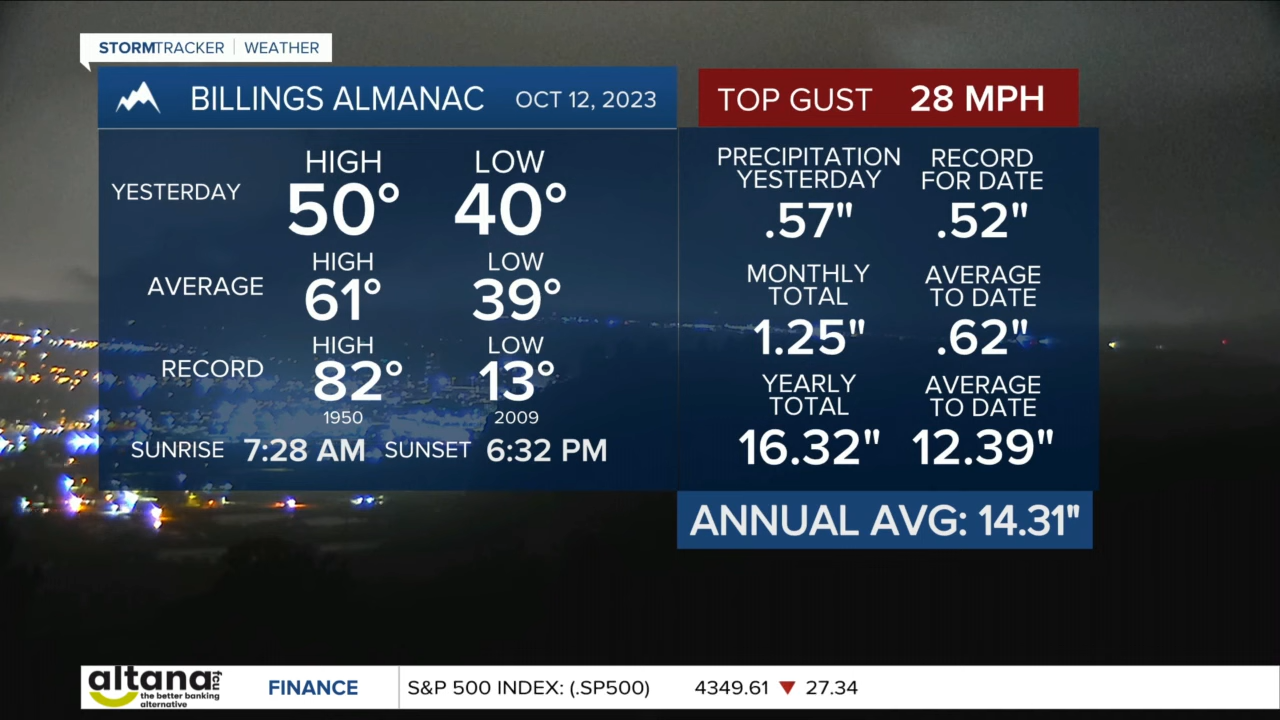 STORMTRACKER | WEATHER
BILLINGS ALMANAC OCT 12, 2023
HIGH LOW
YESTERDAY 50° 40°
HIGH LOW
AVERAGE 61° 39°
HIGH LOW
RECORD 82° 13°
1950 2009
SUNRISE 7:28 AM SUNSET 6:32 PM
TOP GUST 28 MPH
PRECIPITATION YESTERDAY
.57"
RECORD FOR DATE
.52"
MONTHLY TOTAL
1.25"
AVERAGE TO DATE
.62"
YEARLY TOTAL
16.32"
AVERAGE TO DATE
12.39"
ANNUAL AVG: 14.31"
altana fcu
the better banking
alternative
FINANCE S&P 500 INDEX: (.SP500) 4349.61 ▼ 27.34